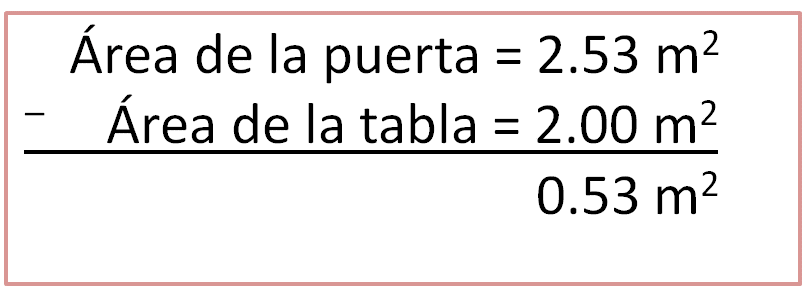 Área de la puerta = 2.53 m²
− Área de la tabla = 2.00 m²
0.53 m²